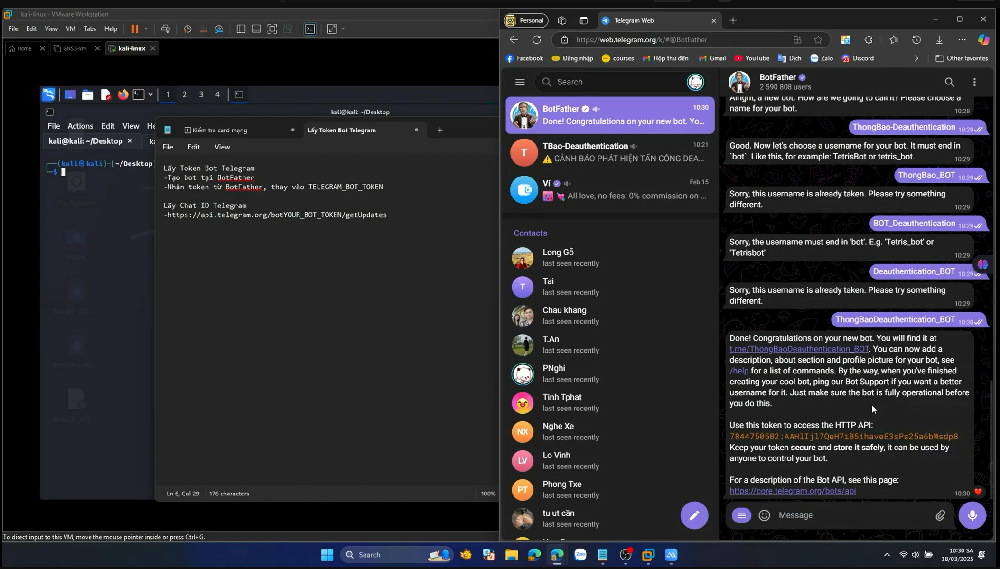 kali-linux - VMware Workstation
File Edit View VM Tabs Help
Home GNS3-VM kali-linux
1 2 3 4
kali@kali: ~/Desktop
File Actions Edit View He
kali@kali: ~/Desktop
(kali㉿kali)-[~/Desktop]
$
File System
Home
Kiểm tra card mạng Lấy Token Bot Telegram
File Edit View
Lấy Token Bot Telegram
-Tạo bot tại BotFather
-Nhận token từ BotFather, thay vào TELEGRAM_BOT_TOKEN
Lấy Chat ID Telegram
-https://api.telegram.org/botYOUR_BOT_TOKEN/getUpdates
Ln 6, Col 29 176 characters 100%
To direct input to this VM, move the mouse pointer inside or press Ctrl+G.
Personal Telegram Web
https://web.telegram.org/k/#@BotFather
Facebook Đăng nhập courses Hộp thư đến Gmail YouTube Dịch Zalo Discord Other favorites
Search
BotFather 10:30
Done! Congratulations on your new bot. Yo...
T
TBao-Deauthentication 10:21
⚠️ CẢNH BÁO PHÁT HIỆN TẤN CÔNG DEA...
Ví Feb 15
All love, no fees: 0% commission on ...
Contacts
Long Gỗ
last seen recently
T
Tai
last seen recently
Chau khang
last seen recently
T.An
last seen recently
PNghi
last seen recently
Tinh Tphat
last seen recently
NX
Nghe Xe
last seen recently
LV
Lo Vinh
last seen recently
PT
Phong Txe
last seen recently
tu ut cần
last seen recently
BotFather
2 590 808 users
Alright, a new bot. How are we going to call it? Please choose a
name for your bot. 10:28
ThongBao-Deauthentication 10:29
Good. Now let's choose a username for your bot. It must end in
`bot`. Like this, for example: TetrisBot or tetris_bot. 10:29
ThongBao_BOT 10:29
Sorry, this username is already taken. Please try something
different. 10:29
BOT_Deauthentication 10:29
Sorry, the username must end in 'bot'. E.g. 'Tetris_bot' or
'Tetrisbot' 10:29
Deauthentication_BOT 10:29
Sorry, this username is already taken. Please try something
different. 10:29
ThongBaoDeauthentication_BOT 10:30
Done! Congratulations on your new bot. You will find it at
t.me/ThongBaoDeauthentication_BOT. You can now add a
description, about section and profile picture for your bot, see
/help for a list of commands. By the way, when you've finished
creating your cool bot, ping our Bot Support if you want a better
username for it. Just make sure the bot is fully operational before
you do this.
Use this token to access the HTTP API:
7844750502:AAHlIjl7QeH7iB5ihaveE3sPs25a6bWsdp8
Keep your token secure and store it safely, it can be used by
anyone to control your bot.
For a description of the Bot API, see this page:
https://core.telegram.org/bots/api 10:30
Message
Search
Zalo
10:30 SA
18/03/2025